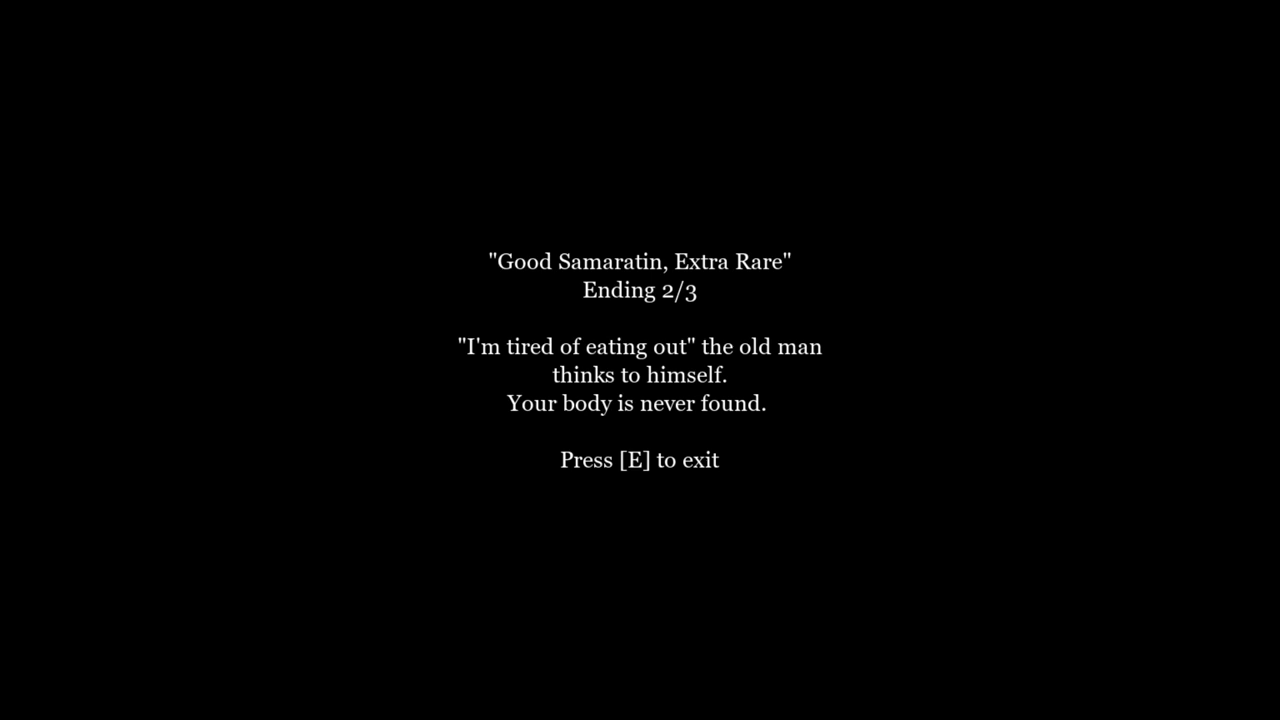 "Good Samaratin, Extra Rare"
Ending 2/3
"I'm tired of eating out" the old man
thinks to himself.
Your body is never found.
Press [E] to exit